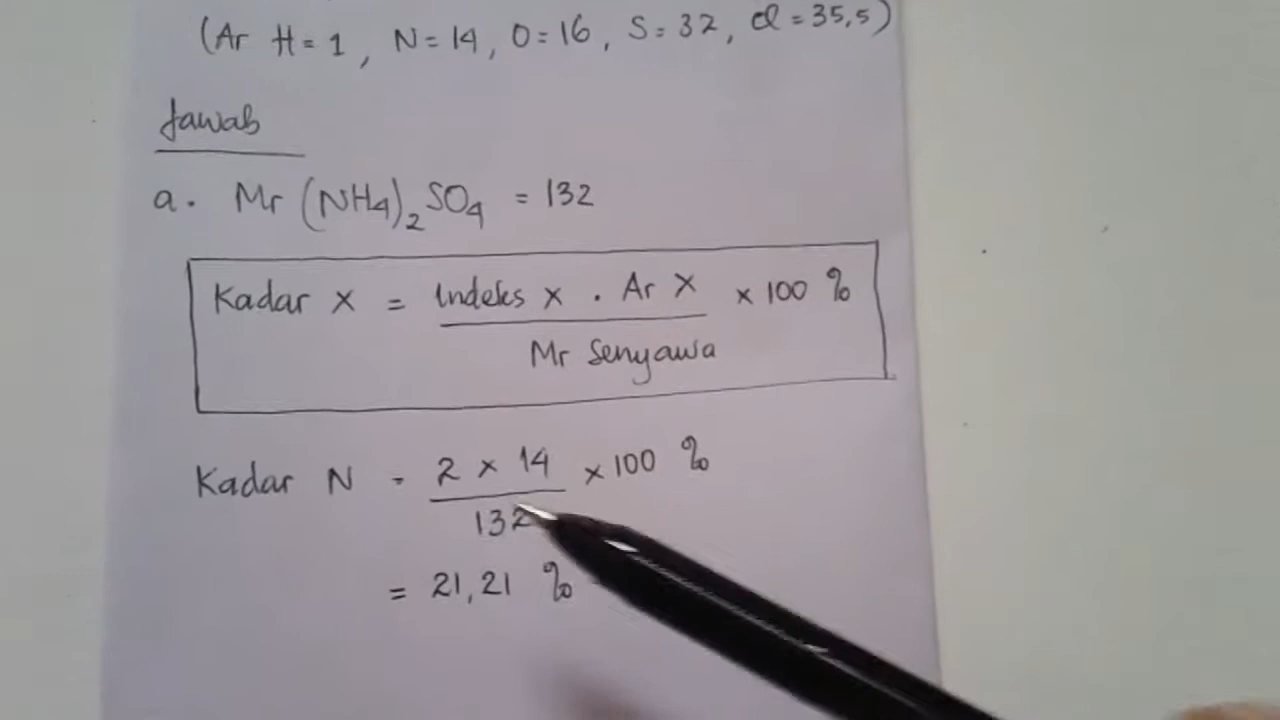 (Ar H = 1, N = 14, O = 16, S = 32, Cl = 35,5)
Jawab
a. Mr (NH4)2SO4 = 132
Kadar X = Indeks X . Ar X × 100 %
Mr Senyawa
Kadar N = 2 × 14 × 100 %
132
= 21,21 %